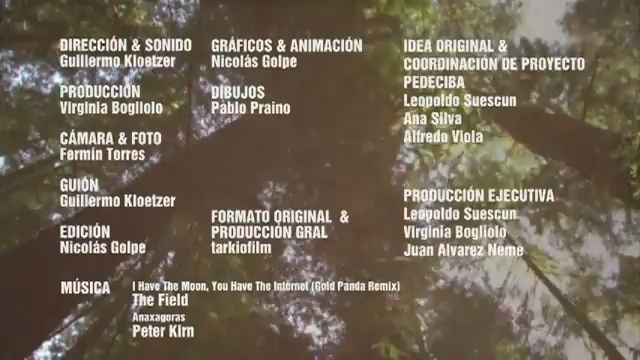 DIRECCIÓN & SONIDO
Guillermo Kloetzer
PRODUCCIÓN
Virginia Bogliolo
CÁMARA & FOTO
Fermín Torres
GUIÓN
Guillermo Kloetzer
EDICIÓN
Nicolás Golpe
GRÁFICOS & ANIMACIÓN
Nicolás Golpe
DIBUJOS
Pablo Praino
FORMATO ORIGINAL &
PRODUCCIÓN GRAL
tarkiofilm
IDEA ORIGINAL &
COORDINACIÓN DE PROYECTO
PEDECIBA
Leopoldo Suescun
Ana Silva
Alfredo Viola
PRODUCCIÓN EJECUTIVA
Leopoldo Suescun
Virginia Bogliolo
Juan Alvarez Neme
MÚSICA
I Have The Moon, You Have The Internet (Gold Panda Remix)
The Field
Anaxagoras
Peter Kirn